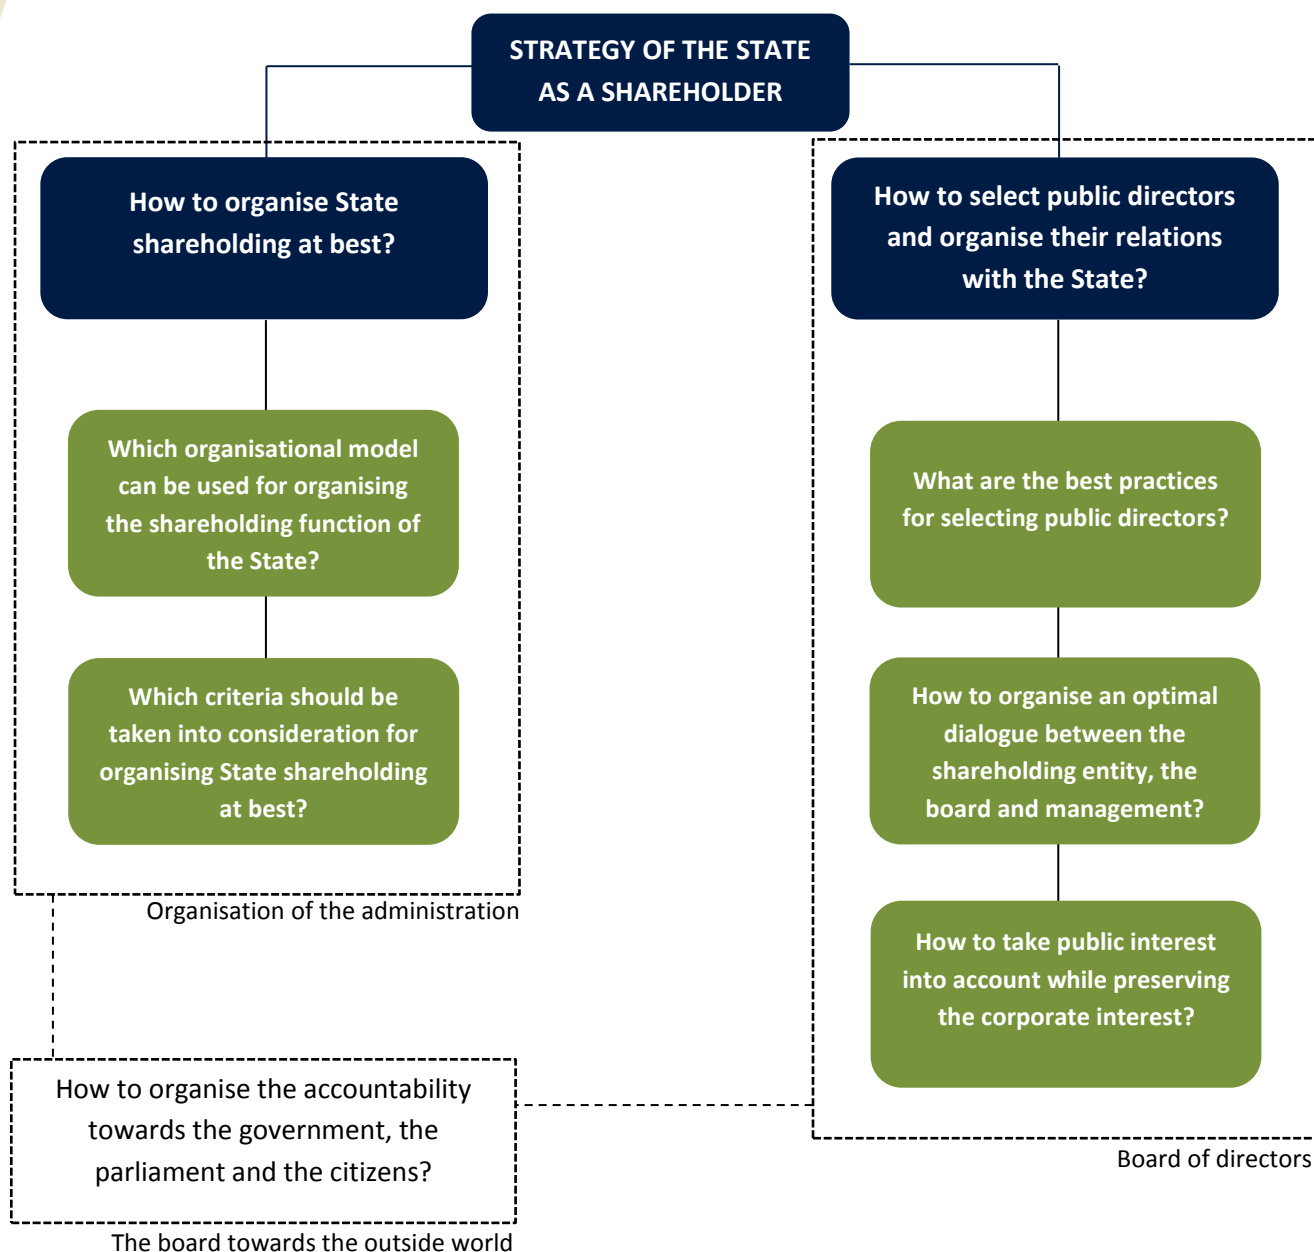 STRATEGY OF THE STATE
AS A SHAREHOLDER
How to organise State
shareholding at best?
Which organisational model
can be used for organising
the shareholding function of
the State?
Which criteria should be
taken into consideration for
organising State shareholding
at best?
Organisation of the administration
How to select public directors
and organise their relations
with the State?
What are the best practices
for selecting public directors?
How to organise an optimal
dialogue between the
shareholding entity, the
board and management?
How to take public interest
into account while preserving
the corporate interest?
Board of directors
How to organise the accountability
towards the government, the
parliament and the citizens?
The board towards the outside world